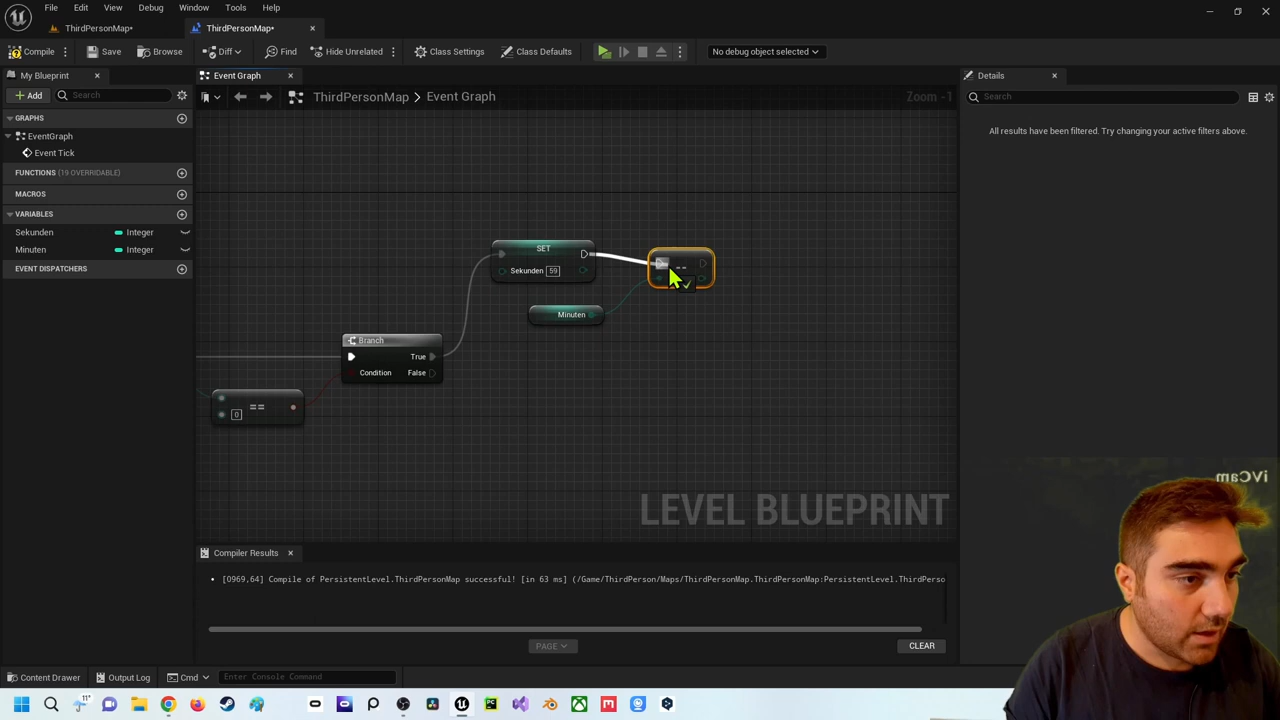 File Edit View Debug Window Tools Help
ThirdPersonMap*
ThirdPersonMap*
Compile
Save
Browse
Diff
Find
Hide Unrelated
Class Settings
Class Defaults
No debug object selected
My Blueprint
Event Graph
Details
Add
Search
ThirdPersonMap > Event Graph
Zoom -1
Search
GRAPHS
EventGraph
Event Tick
FUNCTIONS (19 OVERRIDABLE)
MACROS
VARIABLES
Sekunden Integer
Minuten Integer
EVENT DISPATCHERS
All results have been filtered. Try changing your active filters above.
SET
Sekunden 59
--
Minuten
Branch
True
Condition False
==
0
LEVEL BLUEPRINT
iVCam
Compiler Results
[0969,64] Compile of PersistentLevel.ThirdPersonMap successful! [in 63 ms] (/Game/ThirdPerson/Maps/ThirdPersonMap.ThirdPersonMap:PersistentLevel.ThirdPerso
PAGE
CLEAR
Content Drawer
Output Log
Cmd
Enter Console Command